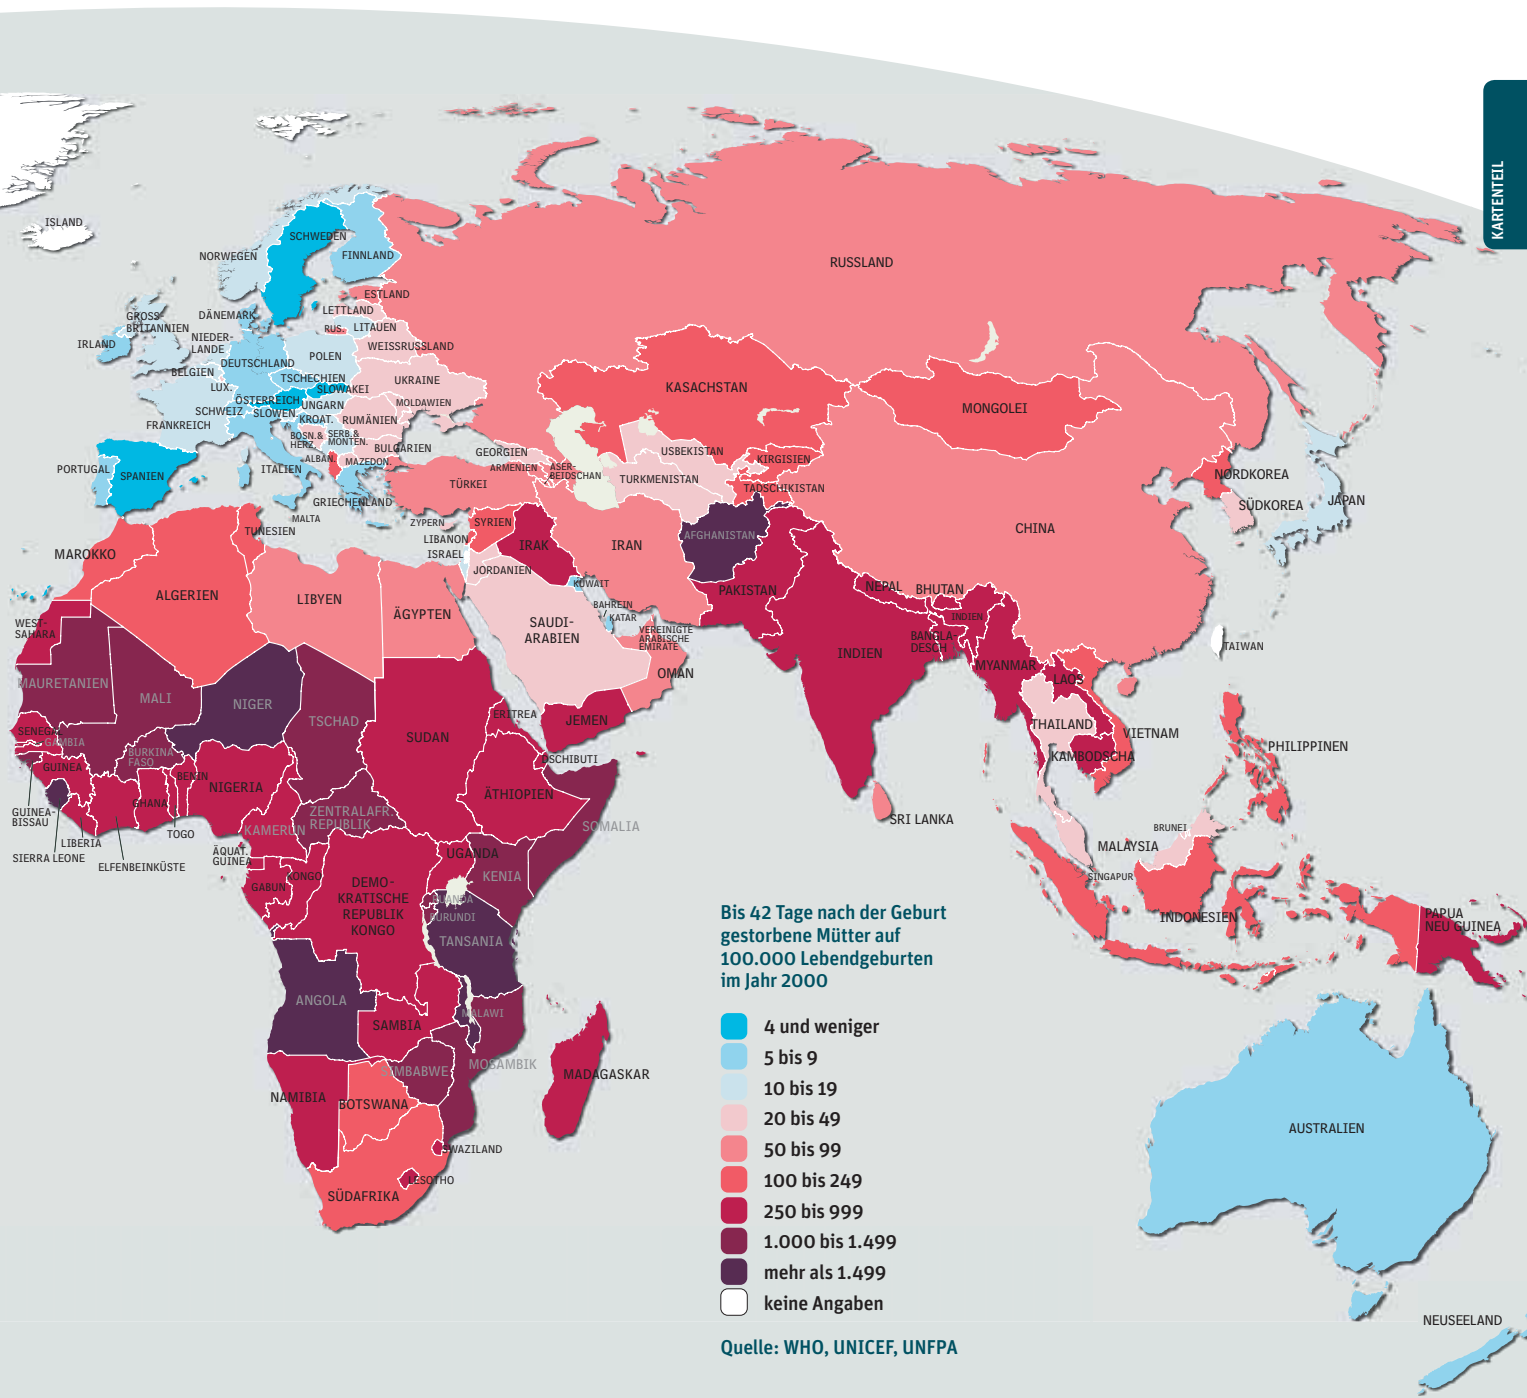 KARTENTEIL
ISLAND
SCHWEDEN
NORWEGEN
FINNLAND
RUSSLAND
ESTLAND
LETTLAND
GROSS-
BRITANNIEN
DÄNEMARK
RUS.
LITAUEN
IRLAND
NIEDER-
LANDE
WEISSRUSSLAND
POLEN
DEUTSCHLAND
BELGIEN
TSCHECHIEN
UKRAINE
LUX.
SLOWAKEI
KASACHSTAN
ÖSTERREICH
UNGARN
MOLDAWIEN
MONGOLEI
SCHWEIZ
SLOWEN.
KROAT.
RUMÄNIEN
FRANKREICH
BOSN.&
HERZ.
SERB.&
MONTEN.
BULGARIEN
GEORGIEN
USBEKISTAN
ALBAN.
MAZEDON.
ARMENIEN
ASER-
BEIDSCHAN
KIRGISIEN
PORTUGAL
SPANIEN
ITALIEN
TÜRKEI
TURKMENISTAN
TADSCHIKISTAN
NORDKOREA
GRIECHENLAND
SÜDKOREA
JAPAN
MALTA
ZYPERN
SYRIEN
CHINA
TUNESIEN
LIBANON
IRAK
IRAN
AFGHANISTAN
MAROKKO
ISRAEL
JORDANIEN
ALGERIEN
LIBYEN
ÄGYPTEN
KUWAIT
PAKISTAN
NEPAL
BHUTAN
BAHREIN
KATAR
INDIEN
WEST-
SAHARA
SAUDI-
ARABIEN
VEREINIGTE
ARABISCHE
EMIRATE
BANGLA-
DESCH
TAIWAN
INDIEN
MYANMAR
OMAN
LAOS
MAURETANIEN
MALI
NIGER
TSCHAD
ERITREA
JEMEN
THAILAND
VIETNAM
SENEGAL
GAMBIA
SUDAN
PHILIPPINEN
BURKINA
FASO
DSCHIBUTI
KAMBODSCHA
GUINEA
BENIN
NIGERIA
ÄTHIOPIEN
GHANA
GUINEA-
BISSAU
ZENTRALAFR.
REPUBLIK
SOMALIA
SRI LANKA
KAMERUN
TOGO
BRUNEI
LIBERIA
MALAYSIA
SIERRA LEONE
ELFENBEINKÜSTE
ÄQUAT.
GUINEA
UGANDA
KENIA
SINGAPUR
KONGO
GABUN
DEMO-
KRATISCHE
REPUBLIK
KONGO
RUANDA
BURUNDI
INDONESIEN
PAPUA
NEU GUINEA
TANSANIA
ANGOLA
MALAWI
SAMBIA
MOSAMBIK
SIMBABWE
MADAGASKAR
NAMIBIA
BOTSWANA
AUSTRALIEN
SWAZILAND
LESOTHO
SÜDAFRIKA
NEUSEELAND
Bis 42 Tage nach der Geburt
gestorbene Mütter auf
100.000 Lebendgeburten
im Jahr 2000
4 und weniger
5 bis 9
10 bis 19
20 bis 49
50 bis 99
100 bis 249
250 bis 999
1.000 bis 1.499
mehr als 1.499
keine Angaben
Quelle: WHO, UNICEF, UNFPA